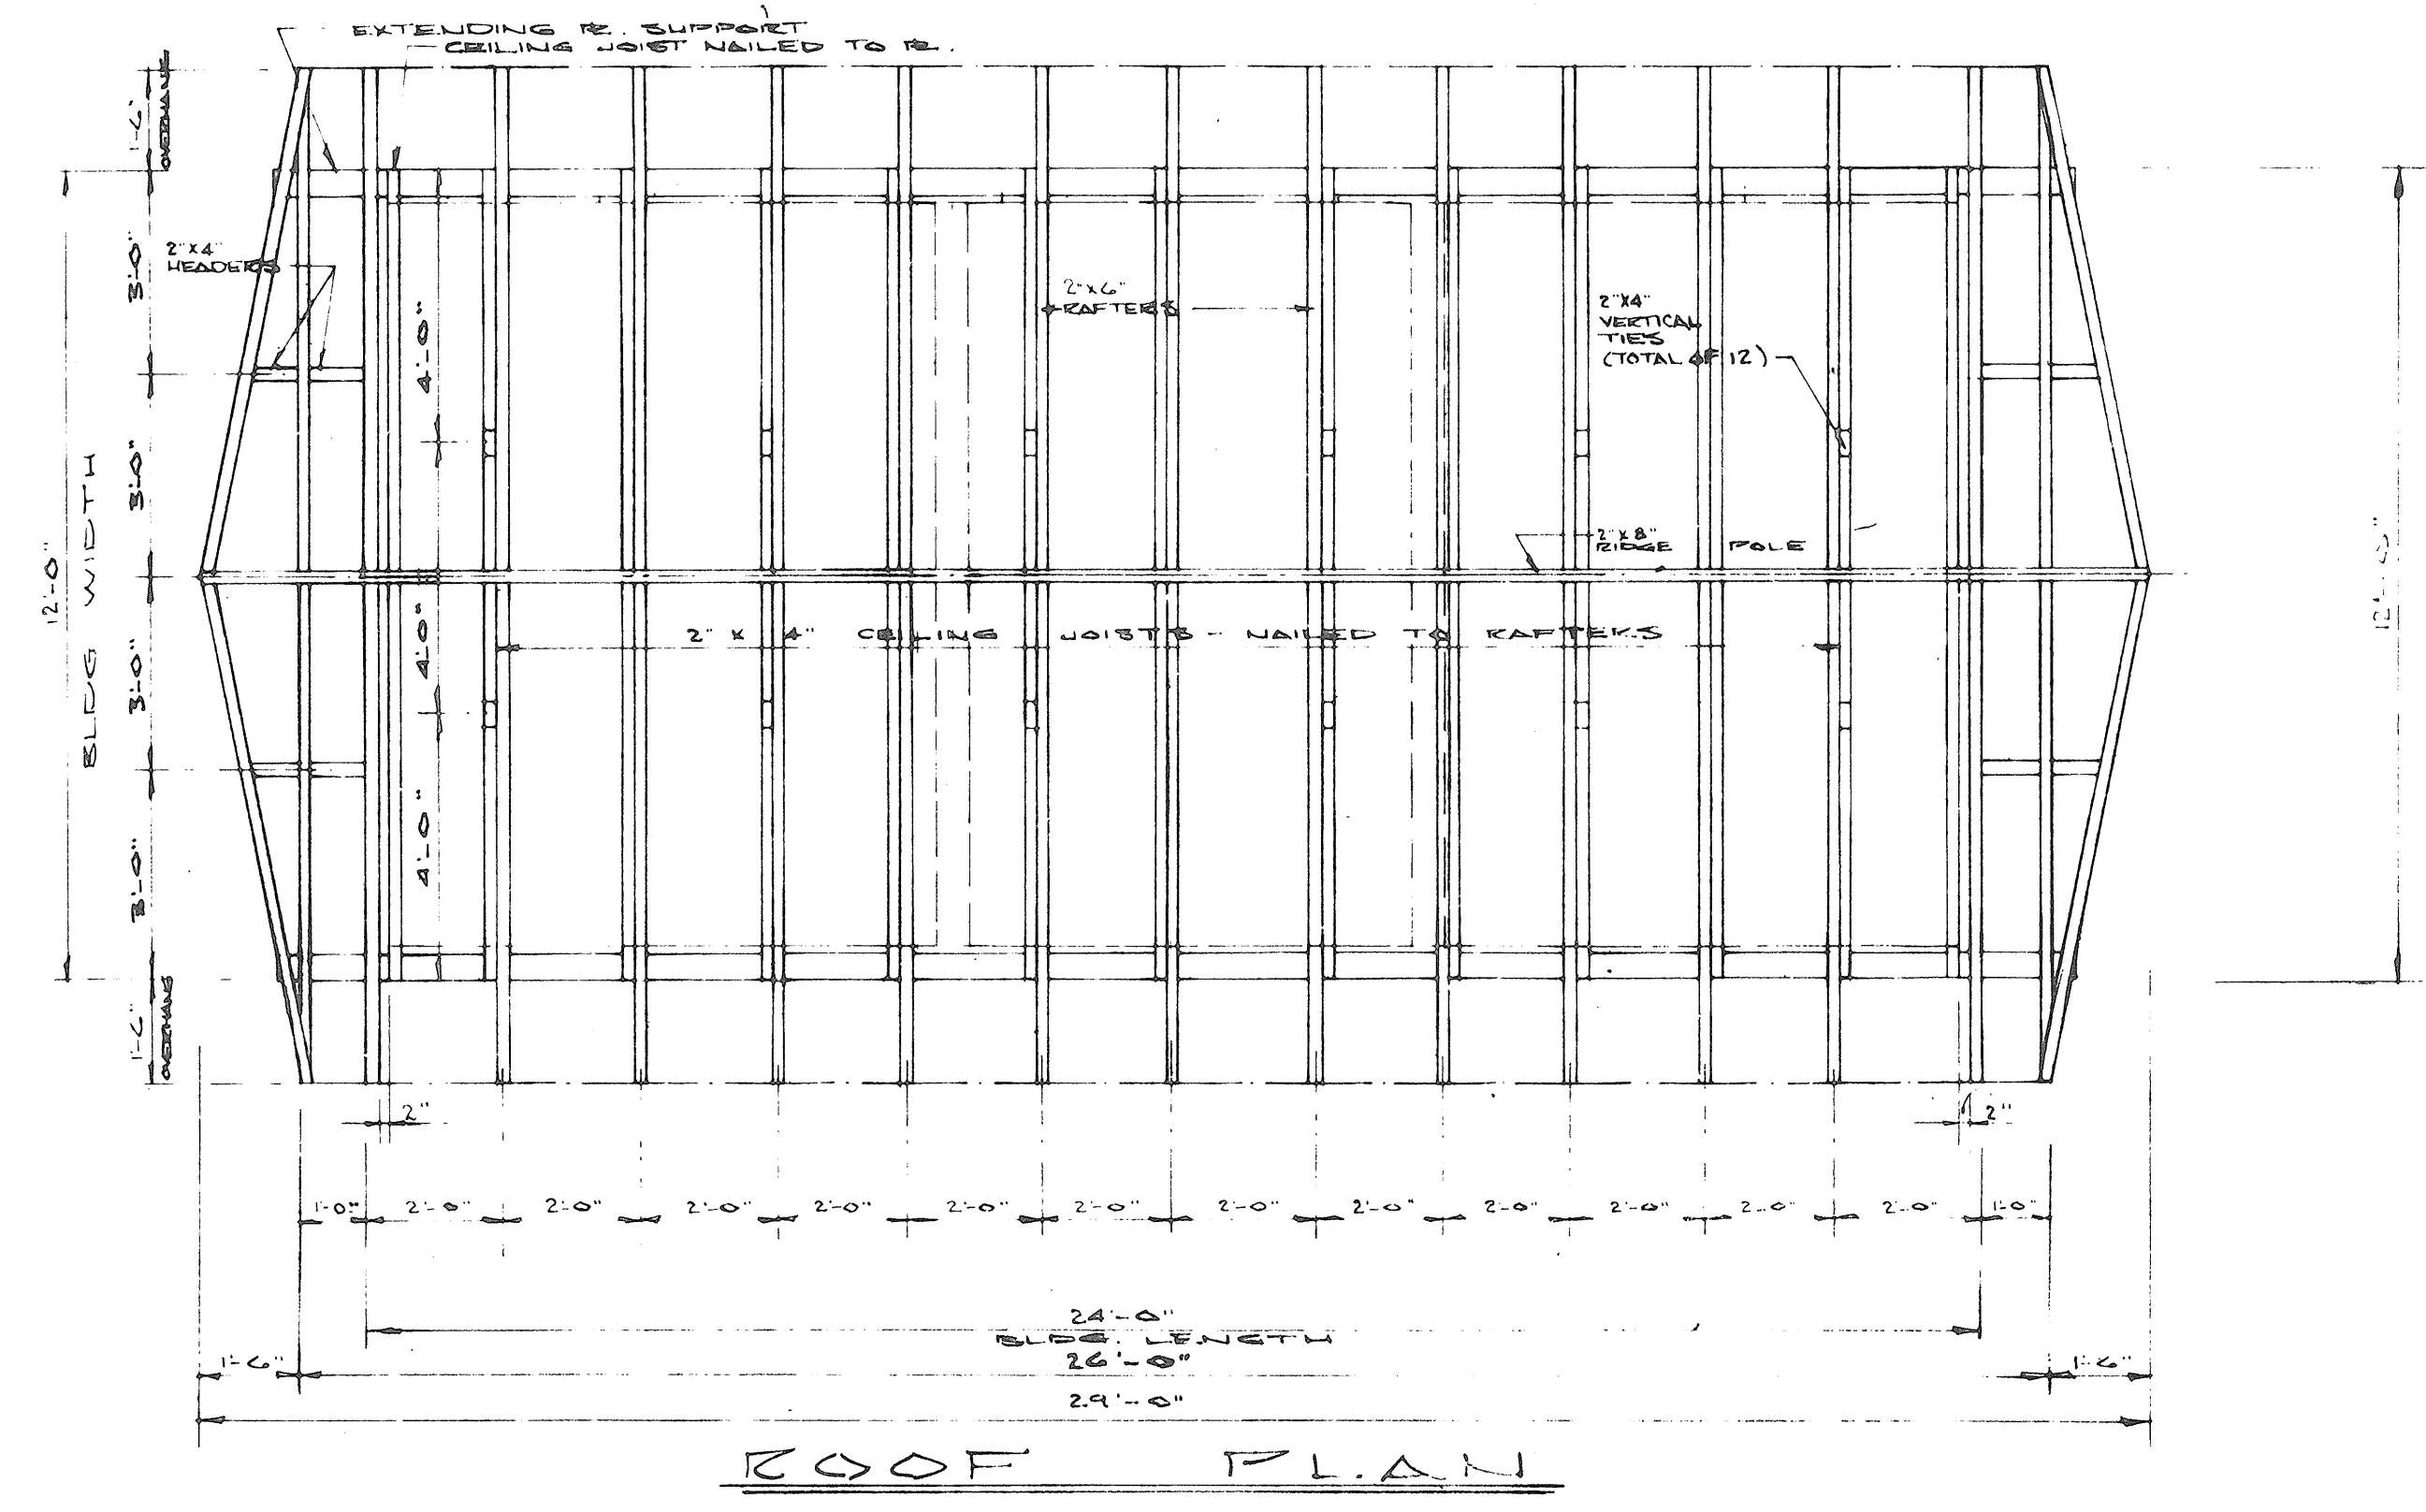 EXTENDING R. SUPPORT
CEILING JOIST NAILED TO R.
1'-6"
OVERHANG
2"X4"
HEADERS
3'-0"
4'-0"
2"X6"
RAFTERS
2"X4"
VERTICAL
TIES
(TOTAL OF 12)
3'-0"
12'-0"
BLDG WIDTH
2"X8"
RIDGE POLE
12'-0"
4'-0"
2" X 4" CEILING JOISTS - NAILED TO RAFTERS
3'-0"
4'-0"
3'-0"
1'-6"
OVERHANG
2"
2"
1'-0"
2'-0"
2'-0"
2'-0"
2'-0"
2'-0"
2'-0"
2'-0"
2'-0"
2'-0"
2'-0"
2'-0"
2'-0"
1'-0"
24'-0"
BLDG. LENGTH
1'-6"
26'-0"
1'-6"
29'-0"
ROOF PLAN